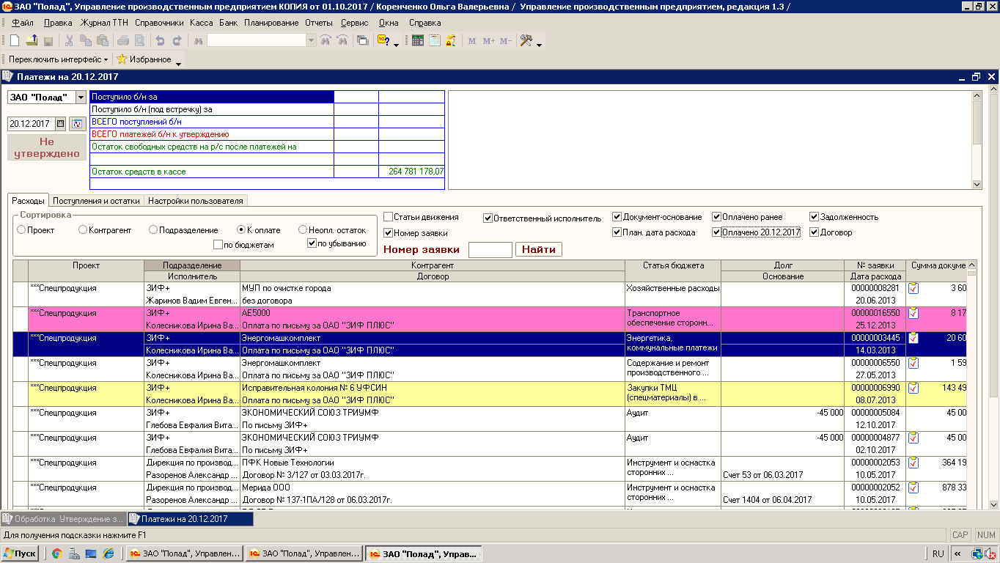 ЗАО "Полад", Управление производственным предприятием КОПИЯ от 01.10.2017 / Коренченко Ольга Валерьевна / Управление производственным предприятием, редакция 1.3 /
Файл Правка Журнал ТТН Справочники Касса Банк Планирование Отчеты Сервис Окна Справка
M M+ M-
Переключить интерфейс Избранное
Платежи на 20.12.2017
ЗАО "Полад"
20.12.2017
Не утверждено
Поступило б/н за
Поступило б/н (под встречку) за
ВСЕГО поступлений б/н
ВСЕГО платежей б/н к утверждению
Остаток свободных средств на р/с после платежей на
Остаток средств в кассе 264 781 178,07
Расходы Поступления и остатки Настройки пользователя
Сортировка
Проект Контрагент Подразделение К оплате Неопл. остаток
по бюджетам по убыванию
Статьи движения Ответственный исполнитель Документ-основание Оплачено ранее Задолженность
Номер заявки План. дата расхода Оплачено 20.12.2017 Договор
Номер заявки Найти
Проект Подразделение Контрагент Статья бюджета Долг № заявки Сумма докуме
Исполнитель Договор Основание Дата расхода
***Спецпродукция ЗИФ+ МУП по очистке города Хозяйственные расходы 00000008281 3 60
Жаринов Вадим Евген... без договора 20.06.2013
***Спецпродукция ЗИФ+ АЕ5000 Транспортное 00000016550 8 17
Колесникова Ирина Ва... Оплата по письму за ОАО "ЗИФ ПЛЮС" обеспечение сторонн... 25.12.2013
***Спецпродукция ЗИФ+ Энергомашкомплект Энергетика, 00000003445 20 60
Колесникова Ирина Ва... Оплата по письму за ОАО "ЗИФ ПЛЮС" коммунальные платежи 14.03.2013
***Спецпродукция ЗИФ+ Энергомашкомплект Содержание и ремонт 00000006550 1 59
Колесникова Ирина Ва... Оплата по письму за ОАО "ЗИФ ПЛЮС" производственного ... 27.05.2013
***Спецпродукция ЗИФ+ Исправительная колония № 6 УФСИН Закупки ТМЦ 00000006990 143 49
Колесникова Ирина Ва... Оплата по письму за ОАО "ЗИФ ПЛЮС" (спецматериалы) в ... 08.07.2013
***Спецпродукция ЗИФ+ ЭКОНОМИЧЕСКИЙ СОЮЗ ТРИУМФ Аудит -45 000 00000005084 45 00
Глебова Евфалия Вита... По письму ЗИФ+ 12.10.2017
***Спецпродукция ЗИФ+ ЭКОНОМИЧЕСКИЙ СОЮЗ ТРИУМФ Аудит -45 000 00000004877 45 00
Глебова Евфалия Вита... По письму ЗИФ+ 02.10.2017
***Спецпродукция Дирекция по производ... ПФК Новые Технологии Инструмент и оснастка 00000002053 364 19
Разоренов Александр ... Договор № 3/127 от 03.03.2017г. сторонних ... Счет 53 от 06.03.2017 10.05.2017
***Спецпродукция Дирекция по производ... Мерида ООО Инструмент и оснастка 00000002052 878 33
Разоренов Александр ... Договор № 137-1ПА/128 от 06.03.2017г. сторонних ... Счет 1404 от 06.04.2017 10.05.2017
Обработка Утверждение з... Платежи на 20.12.2017
Для получения подсказки нажмите F1 CAP NUM
Пуск ЗАО "Полад", Управлен... ЗАО "Полад", Управлен... ЗАО "Полад", Управ... RU